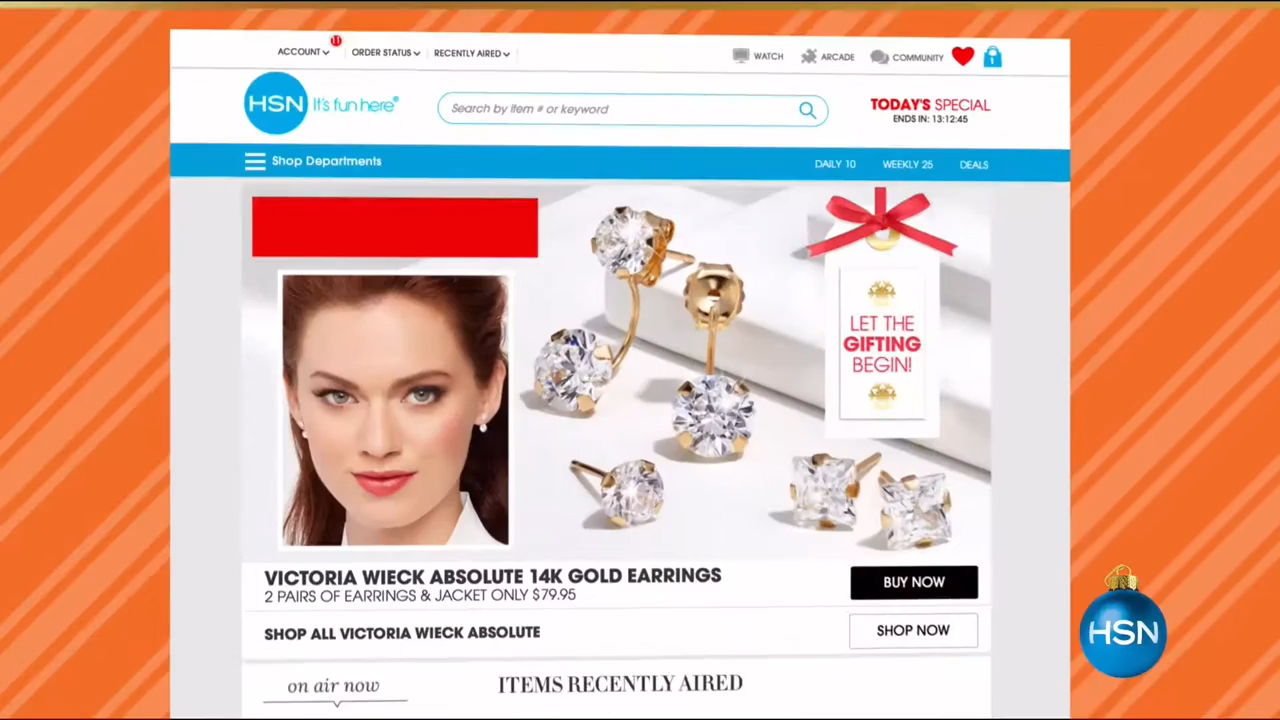 11
ACCOUNT ORDER STATUS RECENTLY AIRED WATCH ARCADE COMMUNITY 1
HSN It's fun here®
Search by item # or keyword
TODAY'S SPECIAL
ENDS IN: 13:12:45
Shop Departments DAILY 10 WEEKLY 25 DEALS
LET THE
GIFTING
BEGIN!
VICTORIA WIECK ABSOLUTE 14K GOLD EARRINGS
2 PAIRS OF EARRINGS & JACKET ONLY $79.95
BUY NOW
SHOP ALL VICTORIA WIECK ABSOLUTE
SHOP NOW
HSN
on air now
ITEMS RECENTLY AIRED